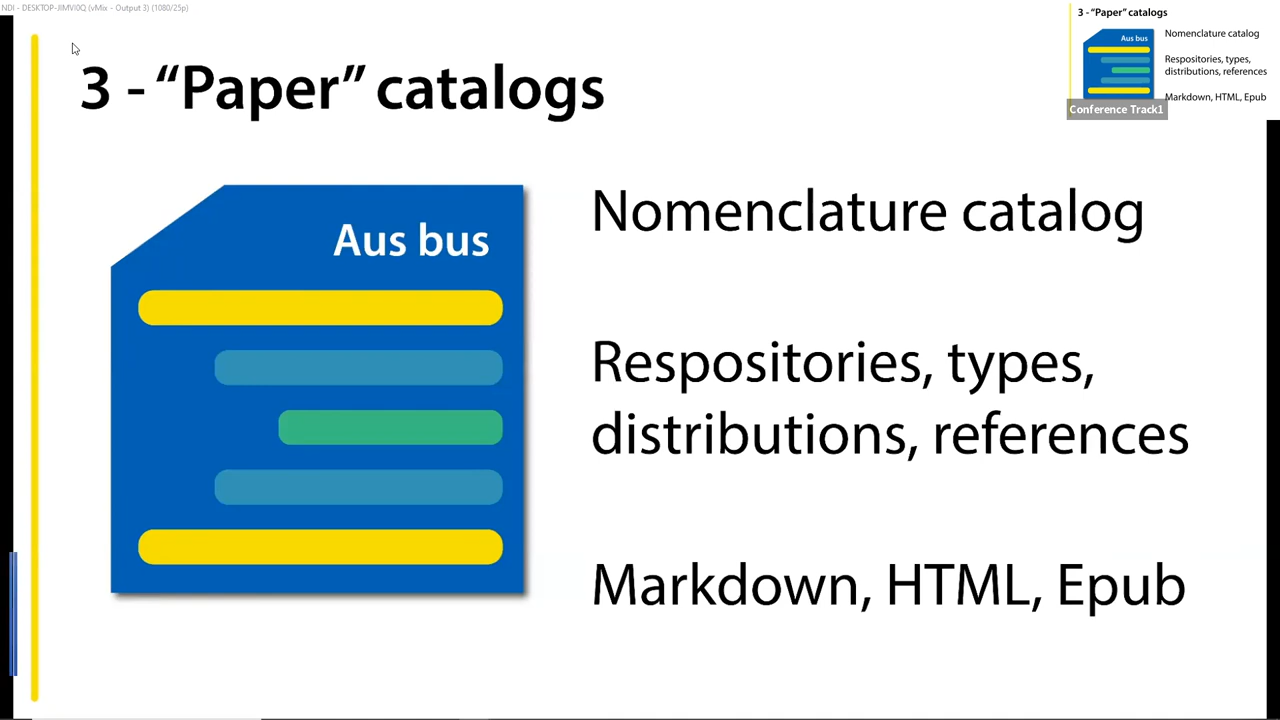 NDI - DESKTOP-JIMVI0Q (vMix - Output 3) (1080/25p)
3 - “Paper” catalogs
Aus bus
Nomenclature catalog
Respositories, types,
distributions, references
Markdown, HTML, Epub
3 - “Paper” catalogs
Aus bus
Nomenclature catalog
Respositories, types,
distributions, references
Markdown, HTML, Epub
Conference Track1